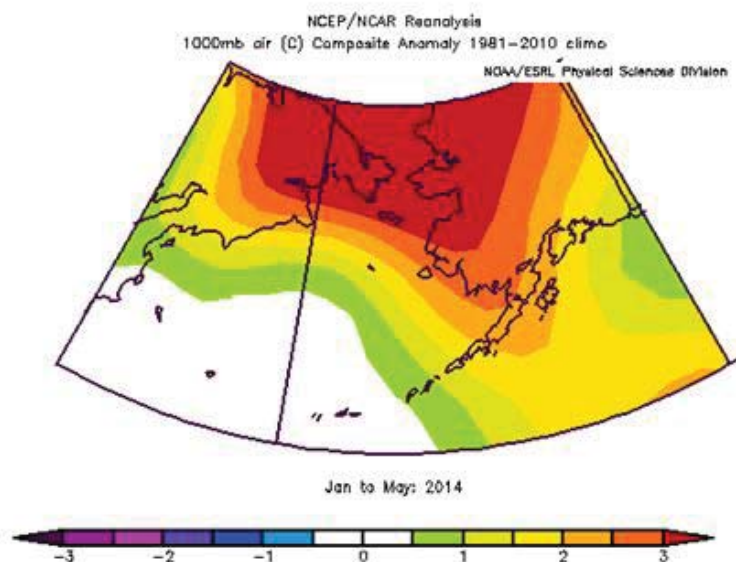 NCEP/NCAR Reanalysis
1000mb air (C) Composite Anomaly 1981-2010 climo
NOAA/ESRL Physical Sciences Division
Jan to May: 2014
-3 -2 -1 0 1 2 3